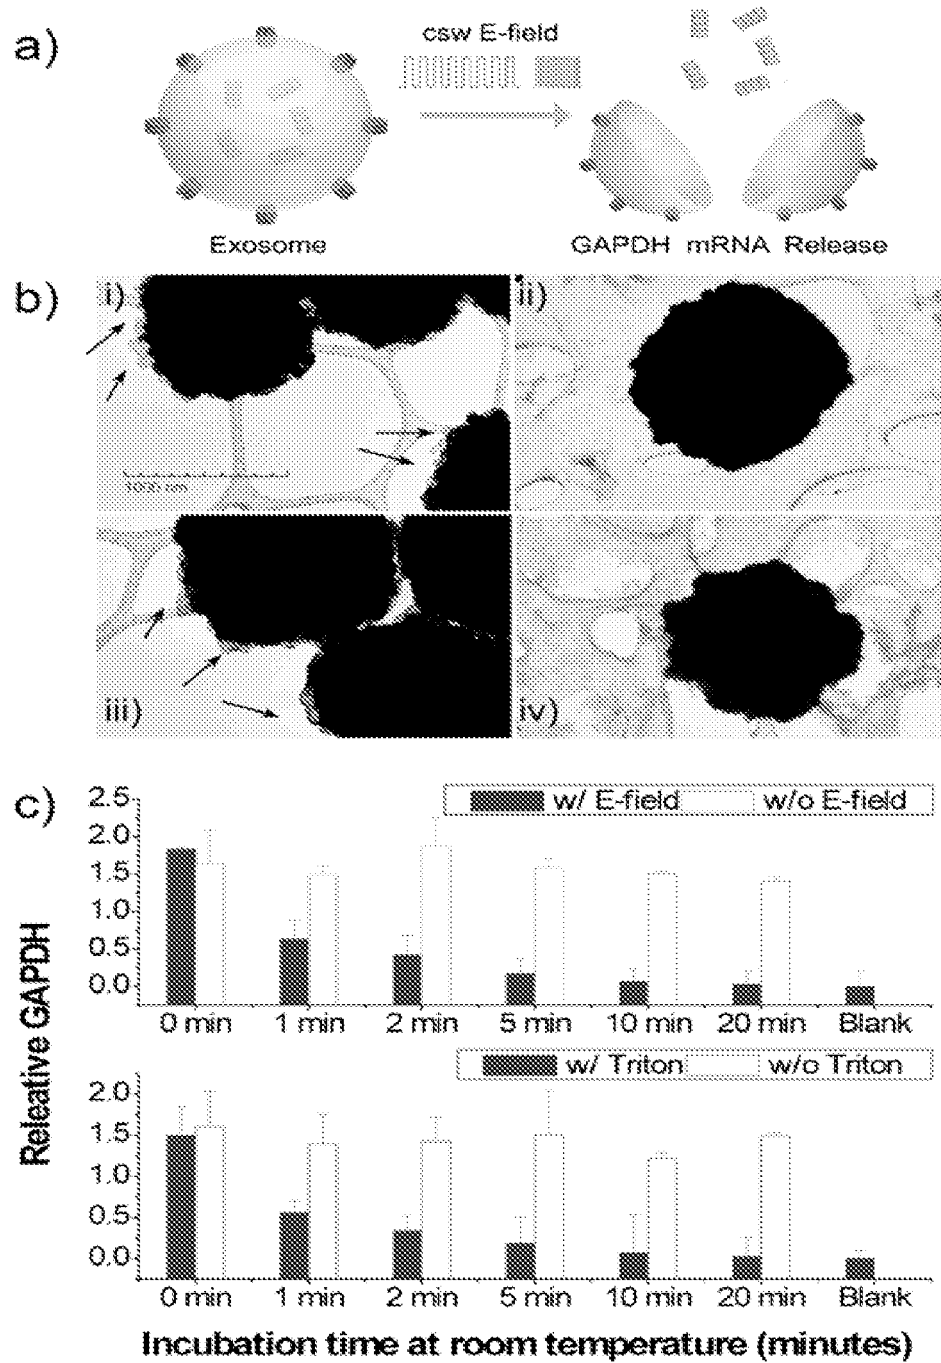 a)
csw E-field
Exosome
GAPDH mRNA Release
b)
i)
ii)
1000 nm
iii)
iv)
c)
Releative GAPDH
w/ E-field w/o E-field
2.5
2.0
1.5
1.0
0.5
0.0
0 min 1 min 2 min 5 min 10 min 20 min Blank
w/ Triton w/o Triton
2.0
1.5
1.0
0.5
0.0
0 min 1 min 2 min 5 min 10 min 20 min Blank
Incubation time at room temperature (minutes)